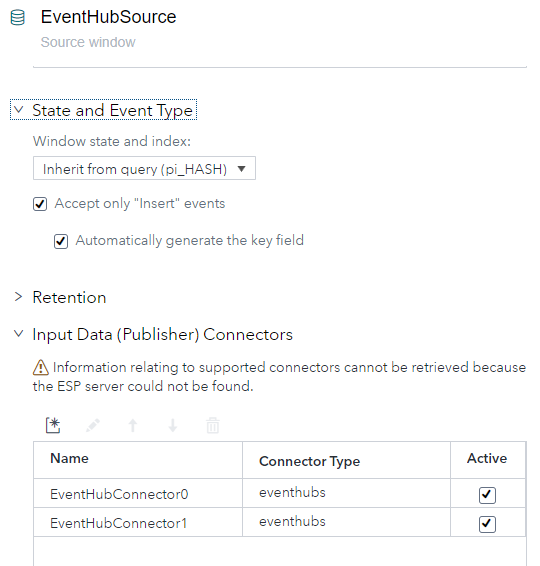 EventHubSource
Source window
State and Event Type
Window state and index:
Inherit from query (pi_HASH)
Accept only "Insert" events
Automatically generate the key field
Retention
Input Data (Publisher) Connectors
Information relating to supported connectors cannot be retrieved because
the ESP server could not be found.
Name Connector Type Active
EventHubConnector0 eventhubs
EventHubConnector1 eventhubs